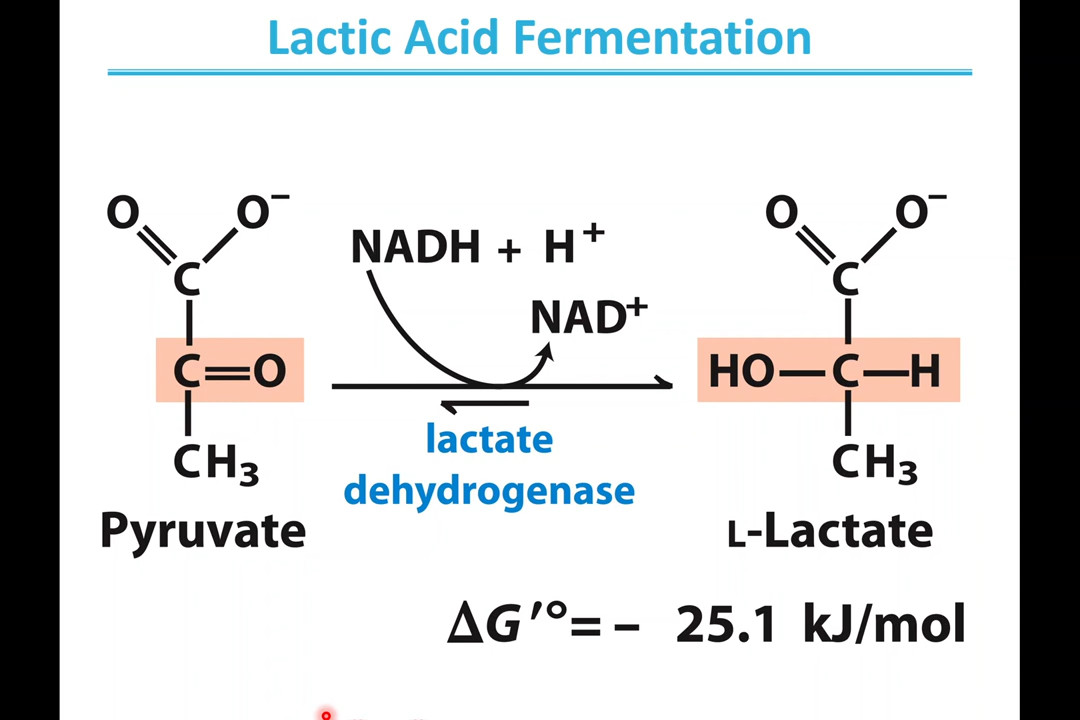 Lactic Acid Fermentation
O O⁻
C
C=O
CH₃
Pyruvate
NADH + H⁺
NAD⁺
lactate
dehydrogenase
O O⁻
C
HO—C—H
CH₃
L-Lactate
ΔG′° = – 25.1 kJ/mol